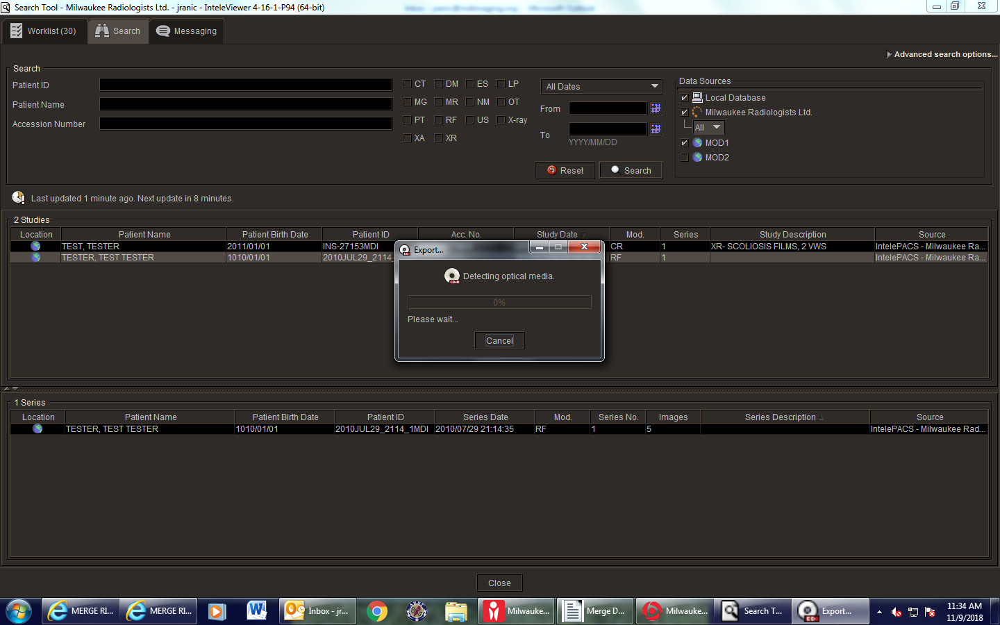 Search Tool - Milwaukee Radiologists Ltd. - jranic - InteleViewer 4-16-1-P94 (64-bit)
Worklist (30) Search Messaging
Advanced search options...
Search
Patient ID
Patient Name
Accession Number
CT DM ES LP
MG MR NM OT
PT RF US X-ray
XA XR
All Dates
From
To
YYYY/MM/DD
Reset Search
Data Sources
Local Database
Milwaukee Radiologists Ltd.
All
MOD1
MOD2
Last updated 1 minute ago. Next update in 8 minutes.
2 Studies
Location Patient Name Patient Birth Date Patient ID Acc. No. Study Date Mod. Series Study Description Source
TEST, TESTER 2011/01/01 INS-27153MDI CR 1 XR- SCOLIOSIS FILMS, 2 VWS IntelePACS - Milwaukee Ra...
TESTER, TEST TESTER 1010/01/01 2010JUL29_2114_ RF 1 IntelePACS - Milwaukee Ra...
Export...
Detecting optical media.
0%
Please wait...
Cancel
1 Series
Location Patient Name Patient Birth Date Patient ID Series Date Mod. Series No. Images Series Description Source
TESTER, TEST TESTER 1010/01/01 2010JUL29_2114_1MDI 2010/07/29 21:14:35 RF 1 5 IntelePACS - Milwaukee Rad...
Close
MERGE RI... MERGE RI... Inbox - jr... Milwauke... Merge D... Milwauke... Search T... Export... 11:34 AM
11/9/2018